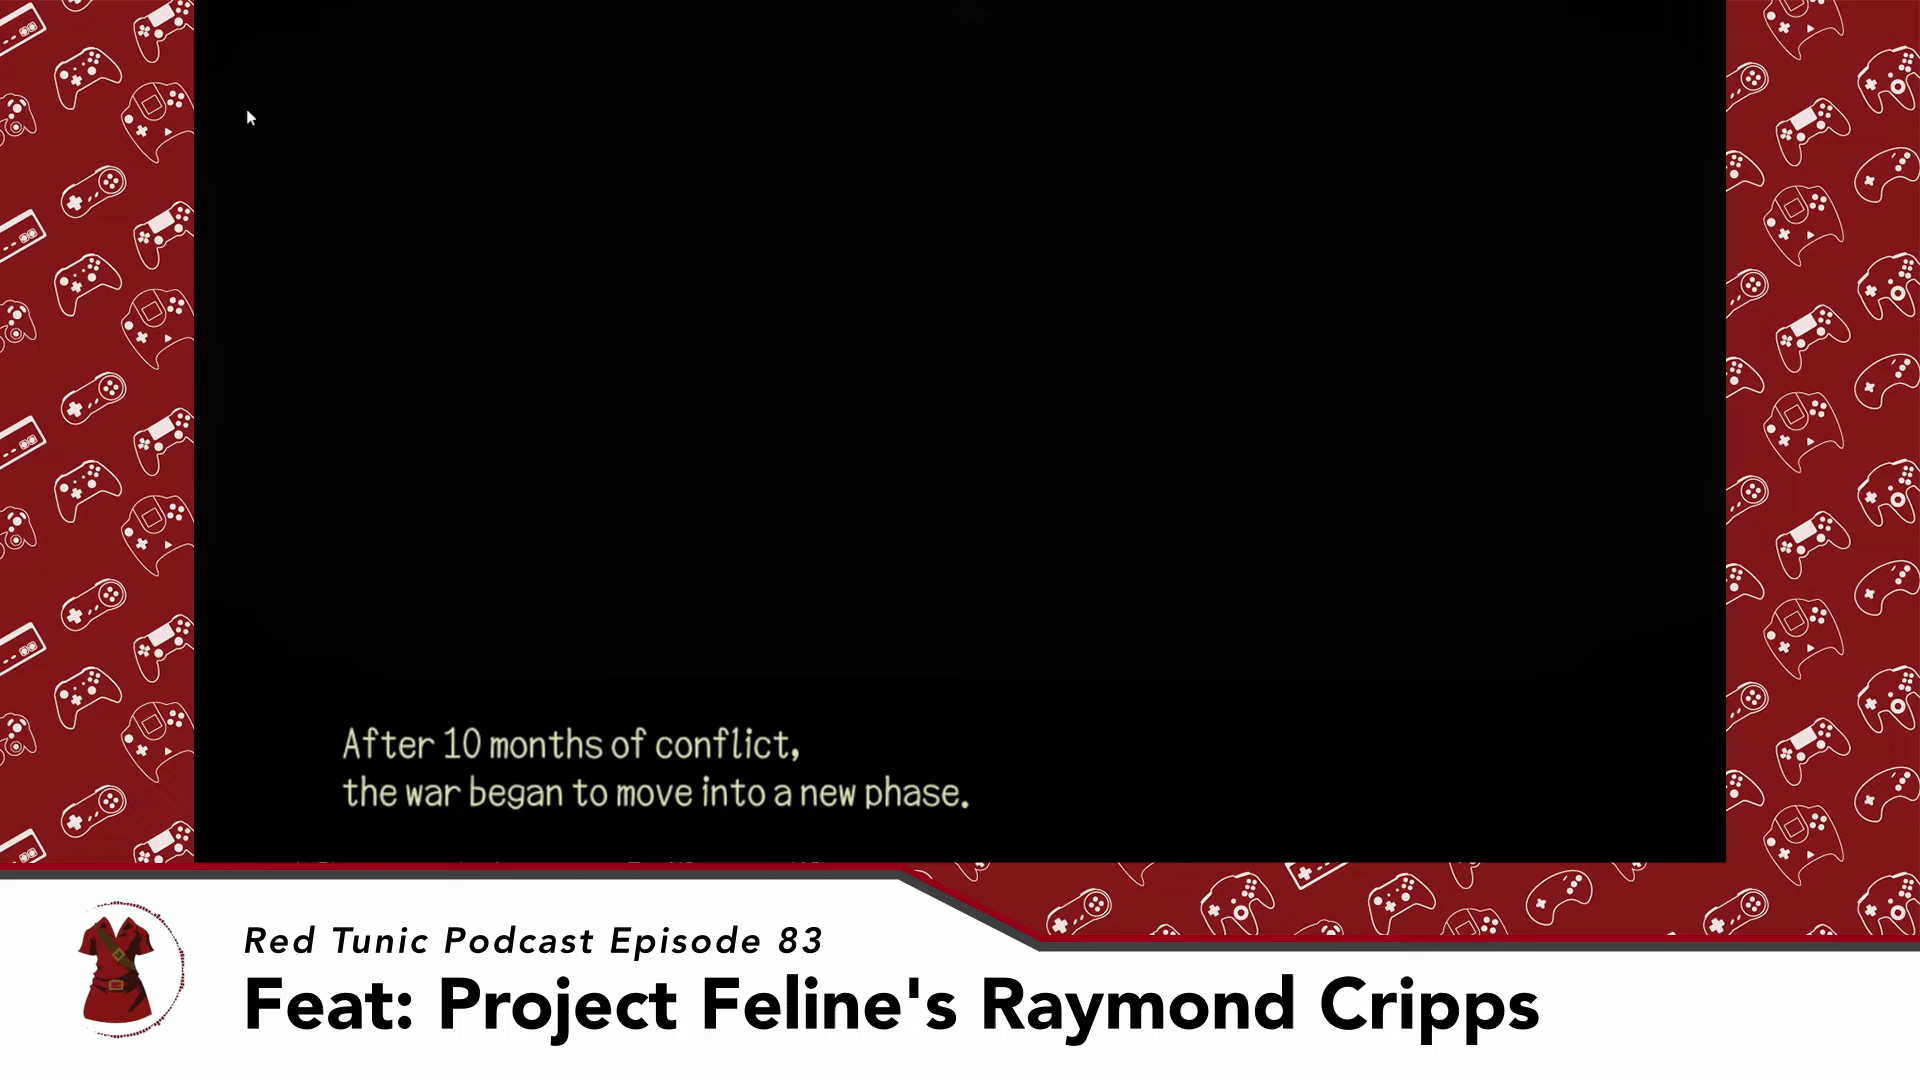 After 10 months of conflict,
the war began to move into a new phase.
Red Tunic Podcast Episode 83
Feat: Project Feline's Raymond Cripps